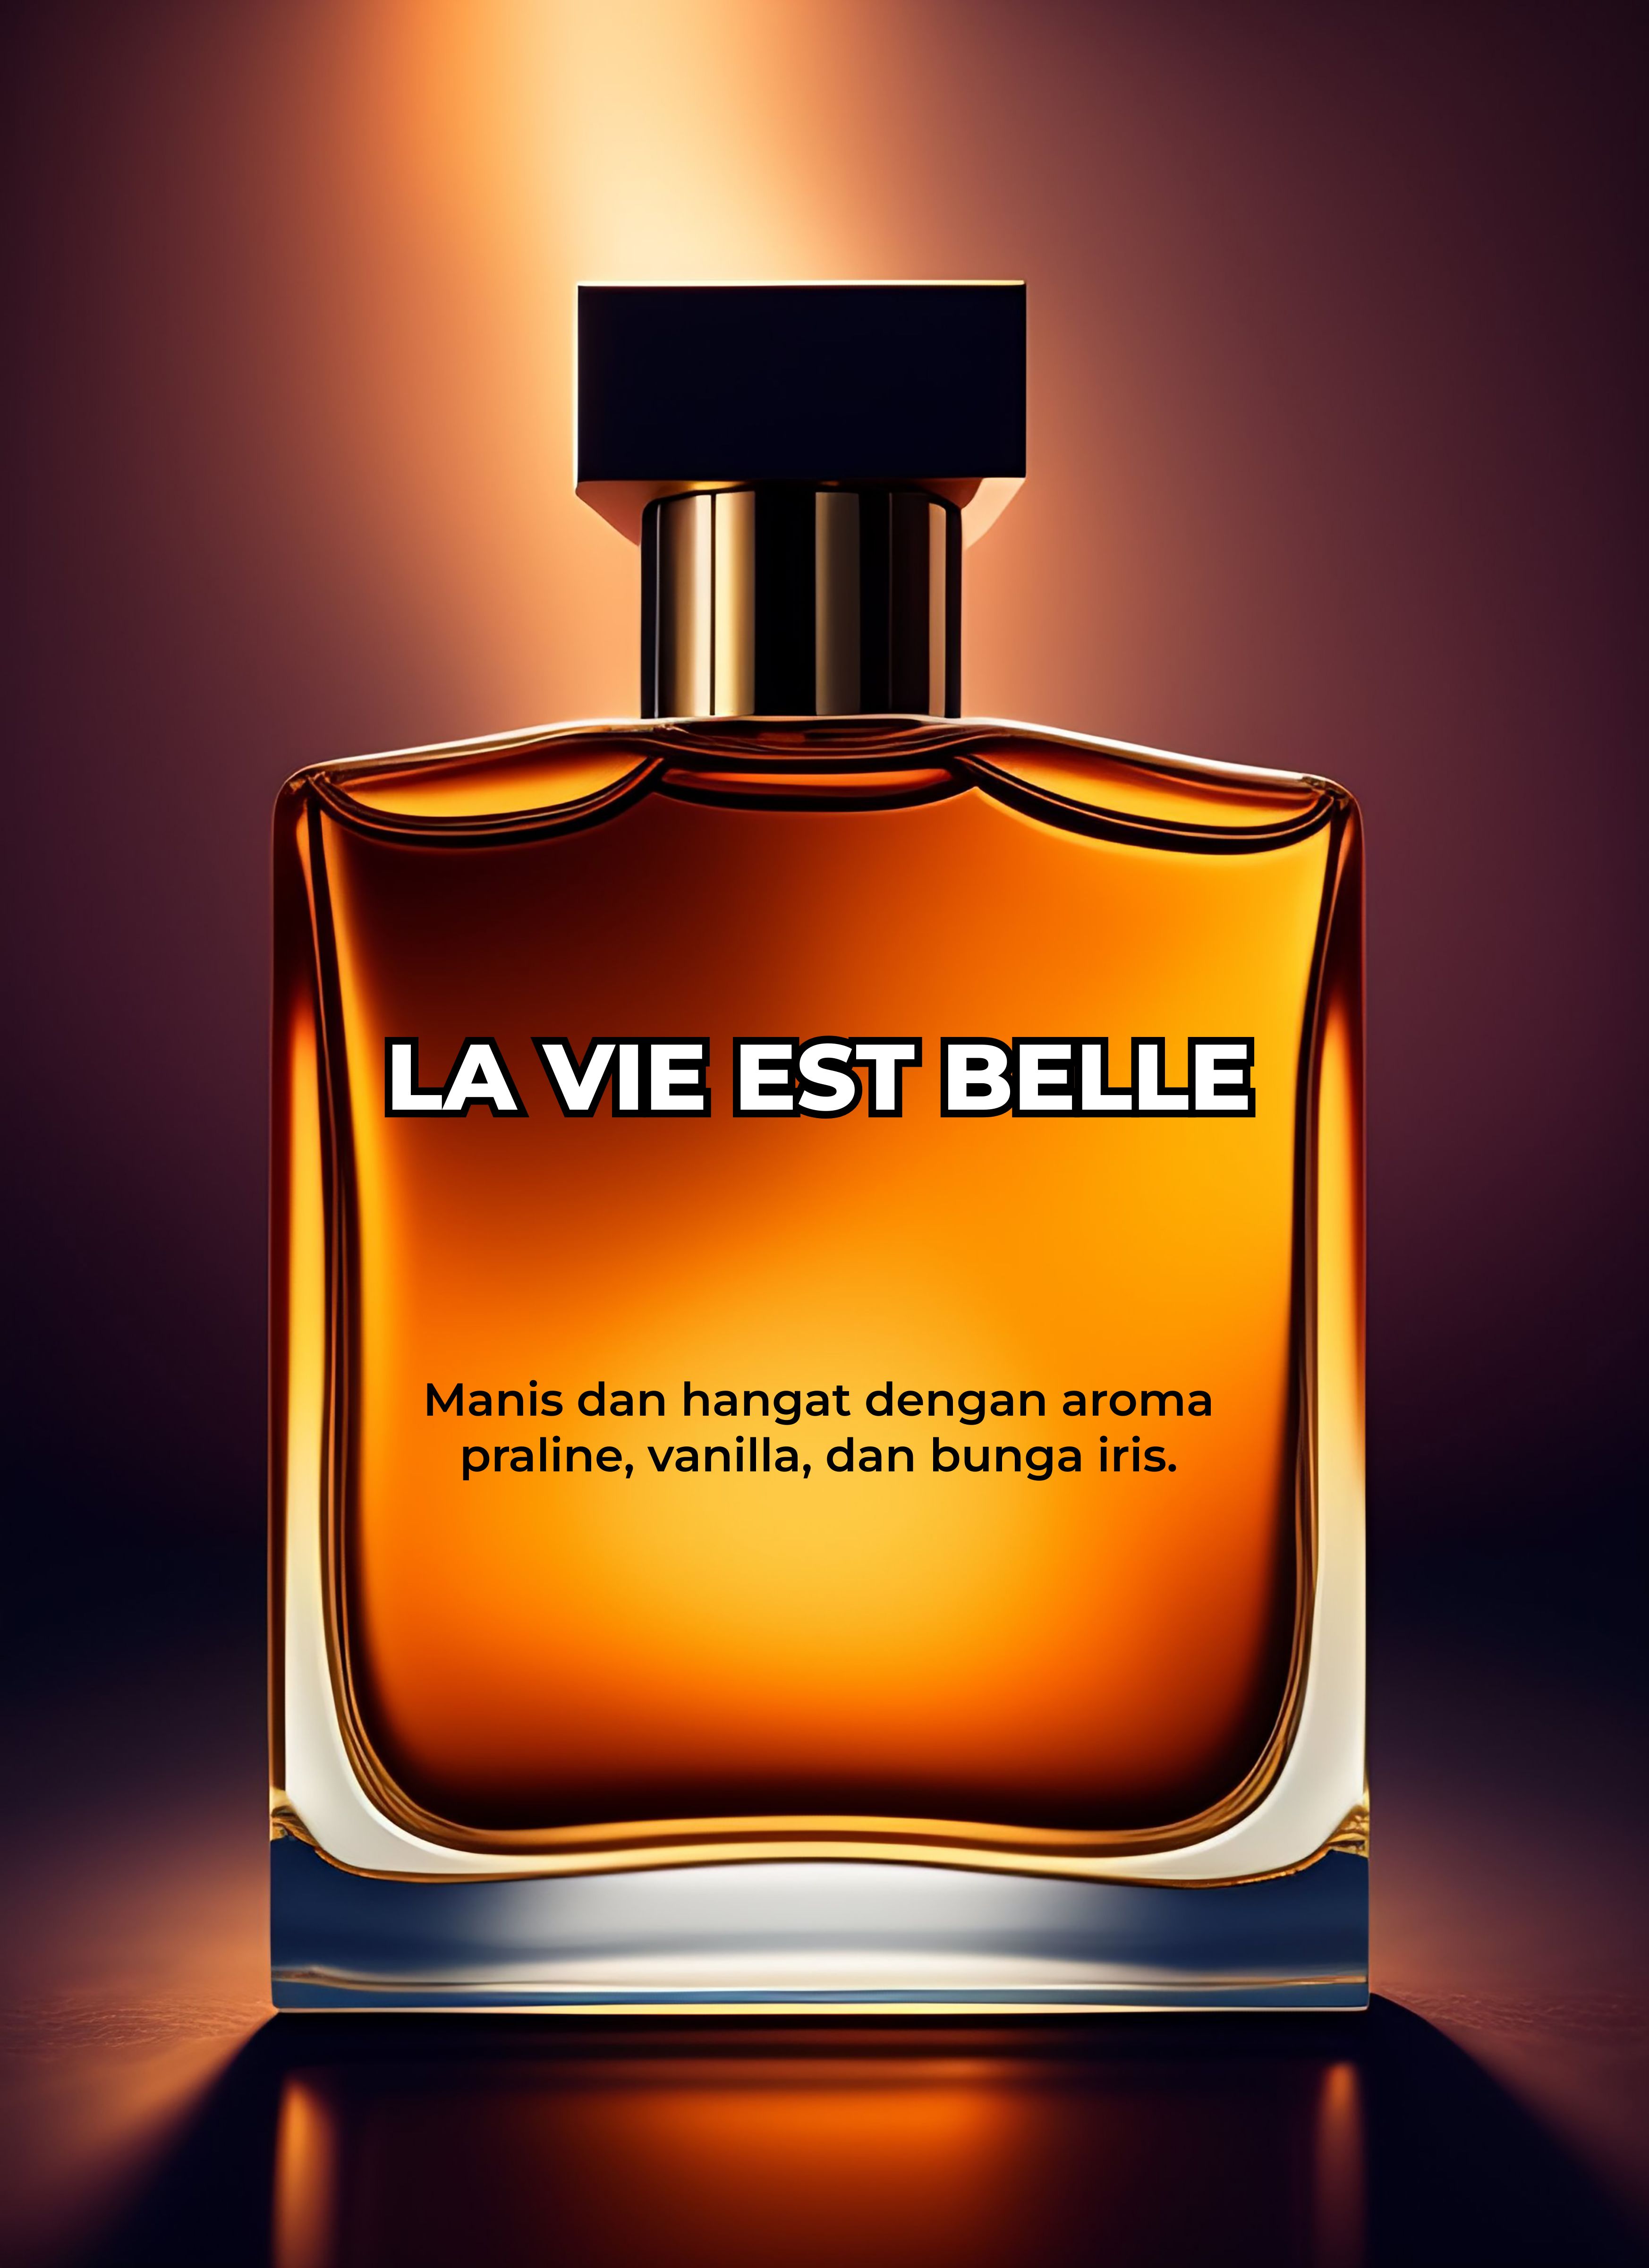 LA VIE EST BELLE
Manis dan hangat dengan aroma
praline, vanilla, dan bunga iris.